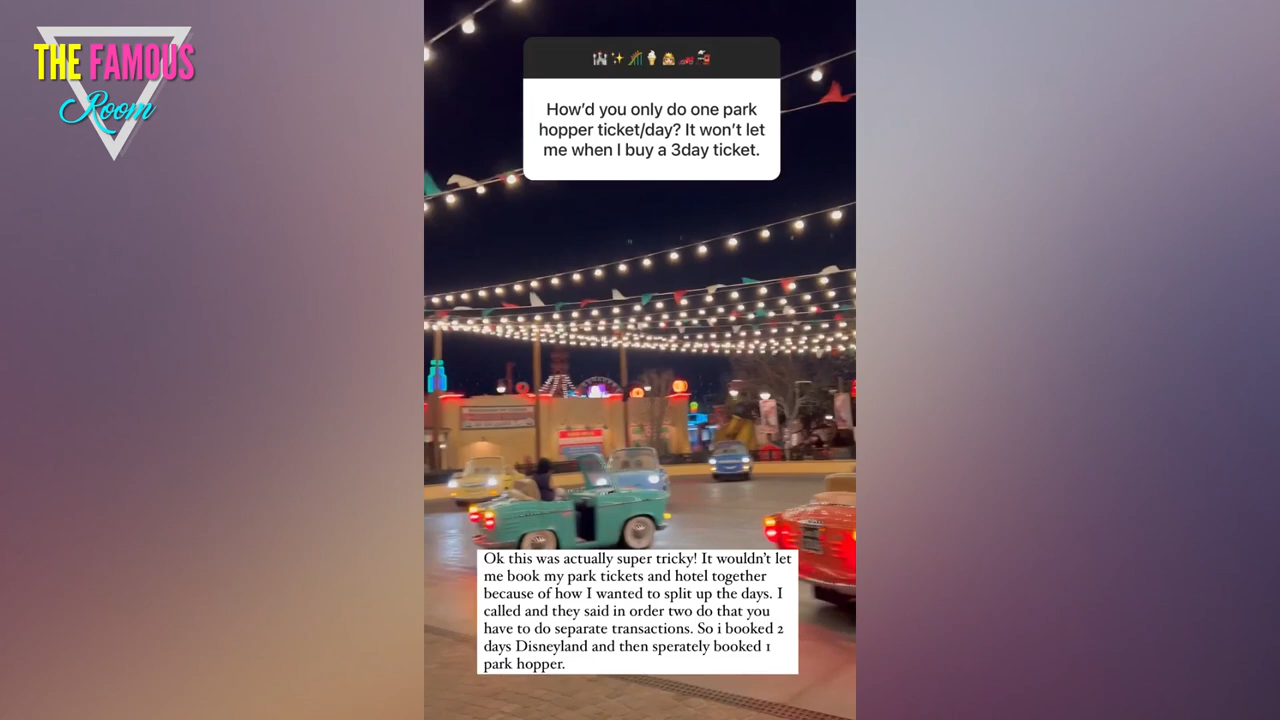 THE FAMOUS
Room
How'd you only do one park
hopper ticket/day? It won't let
me when I buy a 3day ticket.
Ok this was actually super tricky! It wouldn't let
me book my park tickets and hotel together
because of how I wanted to split up the days. I
called and they said in order two do that you
have to do separate transactions. So i booked 2
days Disneyland and then sperately booked 1
park hopper.